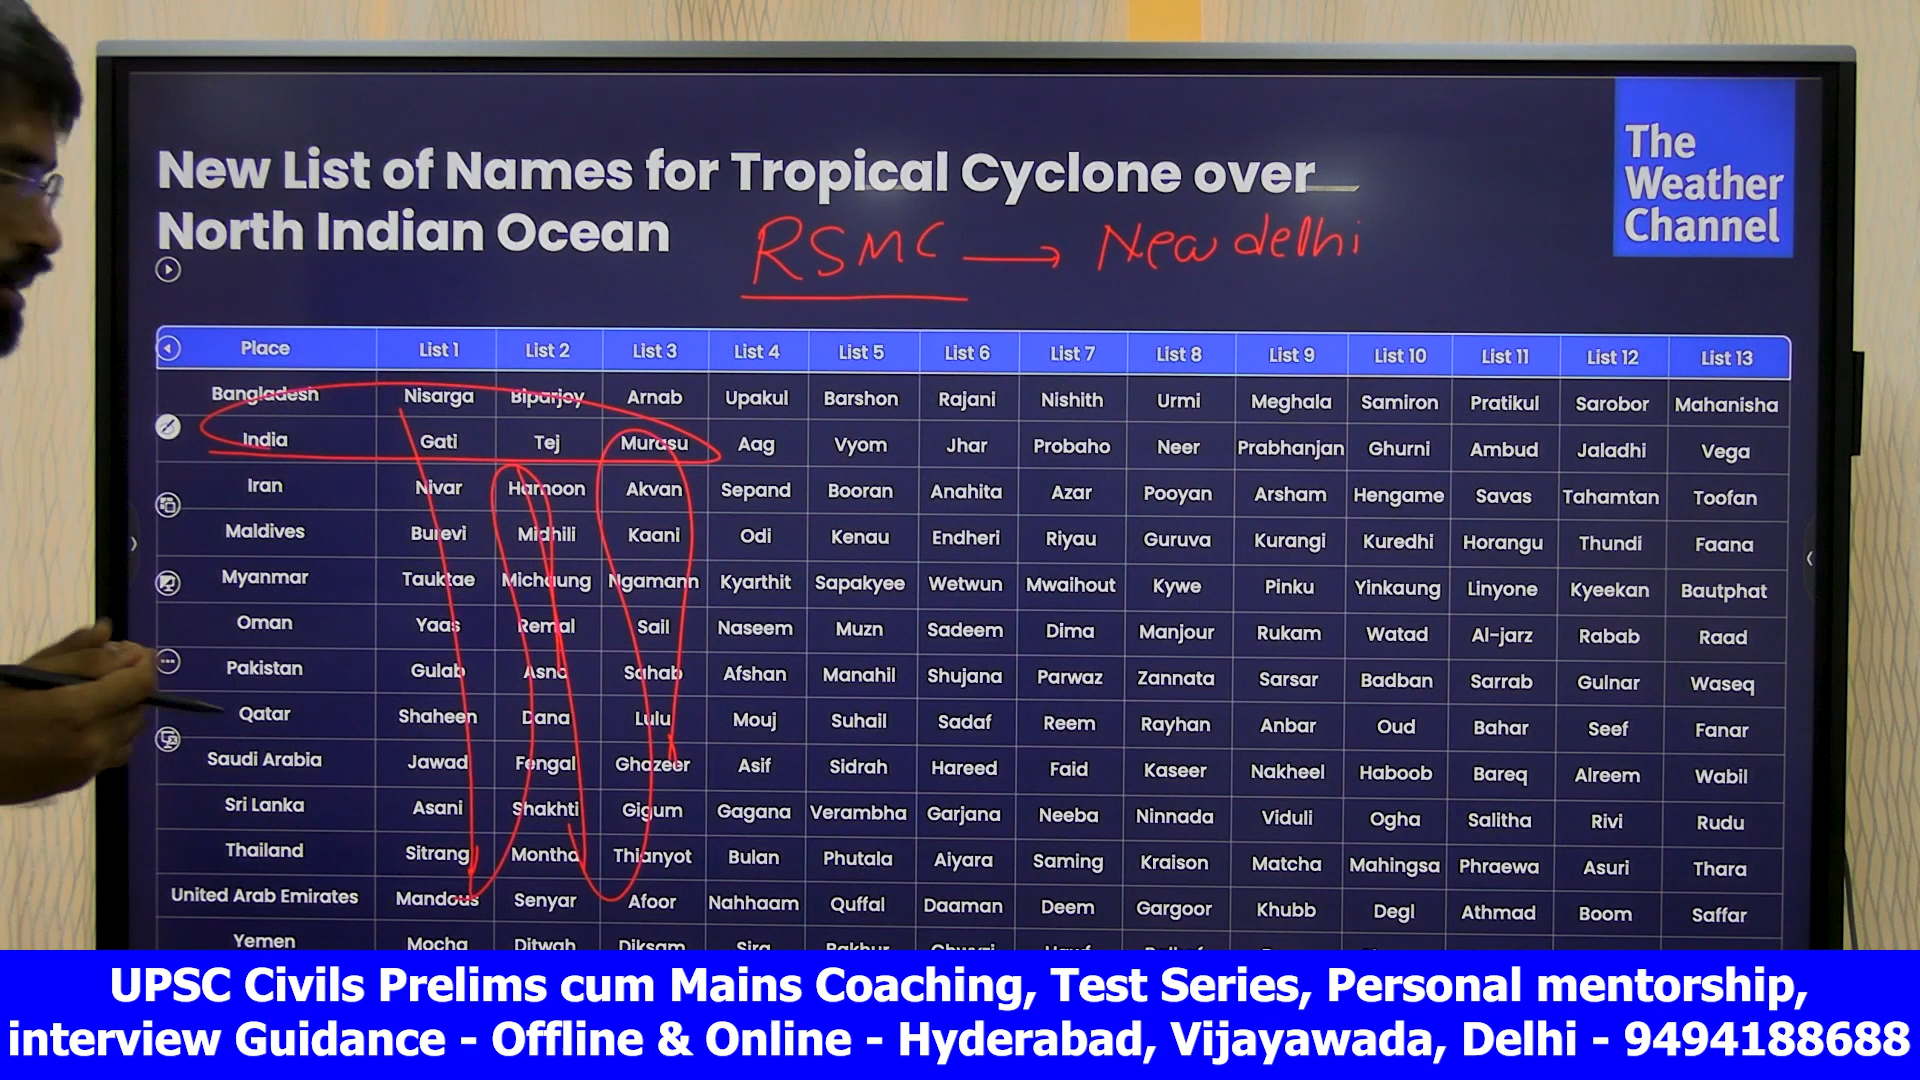 The
Weather
Channel
New List of Names for Tropical Cyclone over
North Indian Ocean
RSMC → New delhi
Place List 1 List 2 List 3 List 4 List 5 List 6 List 7 List 8 List 9 List 10 List 11 List 12 List 13
Bangladesh Nisarga Biparjoy Arnab Upakul Barshon Rajani Nishith Urmi Meghala Samiron Pratikul Sarobor Mahanisha
India Gati Tej Murasu Aag Vyom Jhar Probaho Neer Prabhanjan Ghurni Ambud Jaladhi Vega
Iran Nivar Hamoon Akvan Sepand Booran Anahita Azar Pooyan Arsham Hengame Savas Tahamtan Toofan
Maldives Burevi Midhili Kaani Odi Kenau Endheri Riyau Guruva Kurangi Kuredhi Horangu Thundi Faana
Myanmar Tauktae Michaung Ngamann Kyarthit Sapakyee Wetwun Mwaihout Kywe Pinku Yinkaung Linyone Kyeekan Bautphat
Oman Yaas Remal Sail Naseem Muzn Sadeem Dima Manjour Rukam Watad Al-jarz Rabab Raad
Pakistan Gulab Asna Sahab Afshan Manahil Shujana Parwaz Zannata Sarsar Badban Sarrab Gulnar Waseq
Qatar Shaheen Dana Lulu Mouj Suhail Sadaf Reem Rayhan Anbar Oud Bahar Seef Fanar
Saudi Arabia Jawad Fengal Ghazeer Asif Sidrah Hareed Faid Kaseer Nakheel Haboob Bareq Alreem Wabil
Sri Lanka Asani Shakhti Gigum Gagana Verambha Garjana Neeba Ninnada Viduli Ogha Salitha Rivi Rudu
Thailand Sitrang Montha Thianyot Bulan Phutala Aiyara Saming Kraison Matcha Mahingsa Phraewa Asuri Thara
United Arab Emirates Mandous Senyar Afoor Nahhaam Quffal Daaman Deem Gargoor Khubb Degl Athmad Boom Saffar
Yemen Mocha Ditwah Diksam Sira
UPSC Civils Prelims cum Mains Coaching, Test Series, Personal mentorship,
interview Guidance - Offline & Online - Hyderabad, Vijayawada, Delhi - 9494188688